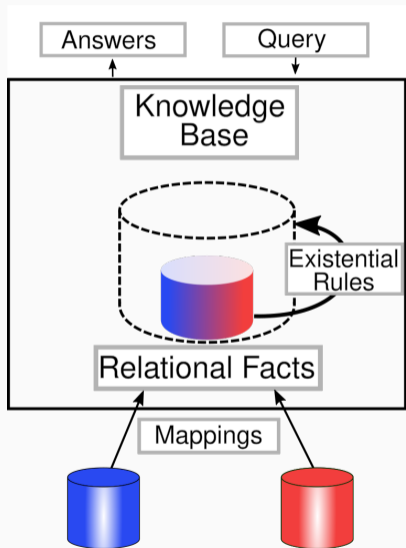 Answers
Query
Knowledge
Base
Existential
Rules
Relational Facts
Mappings